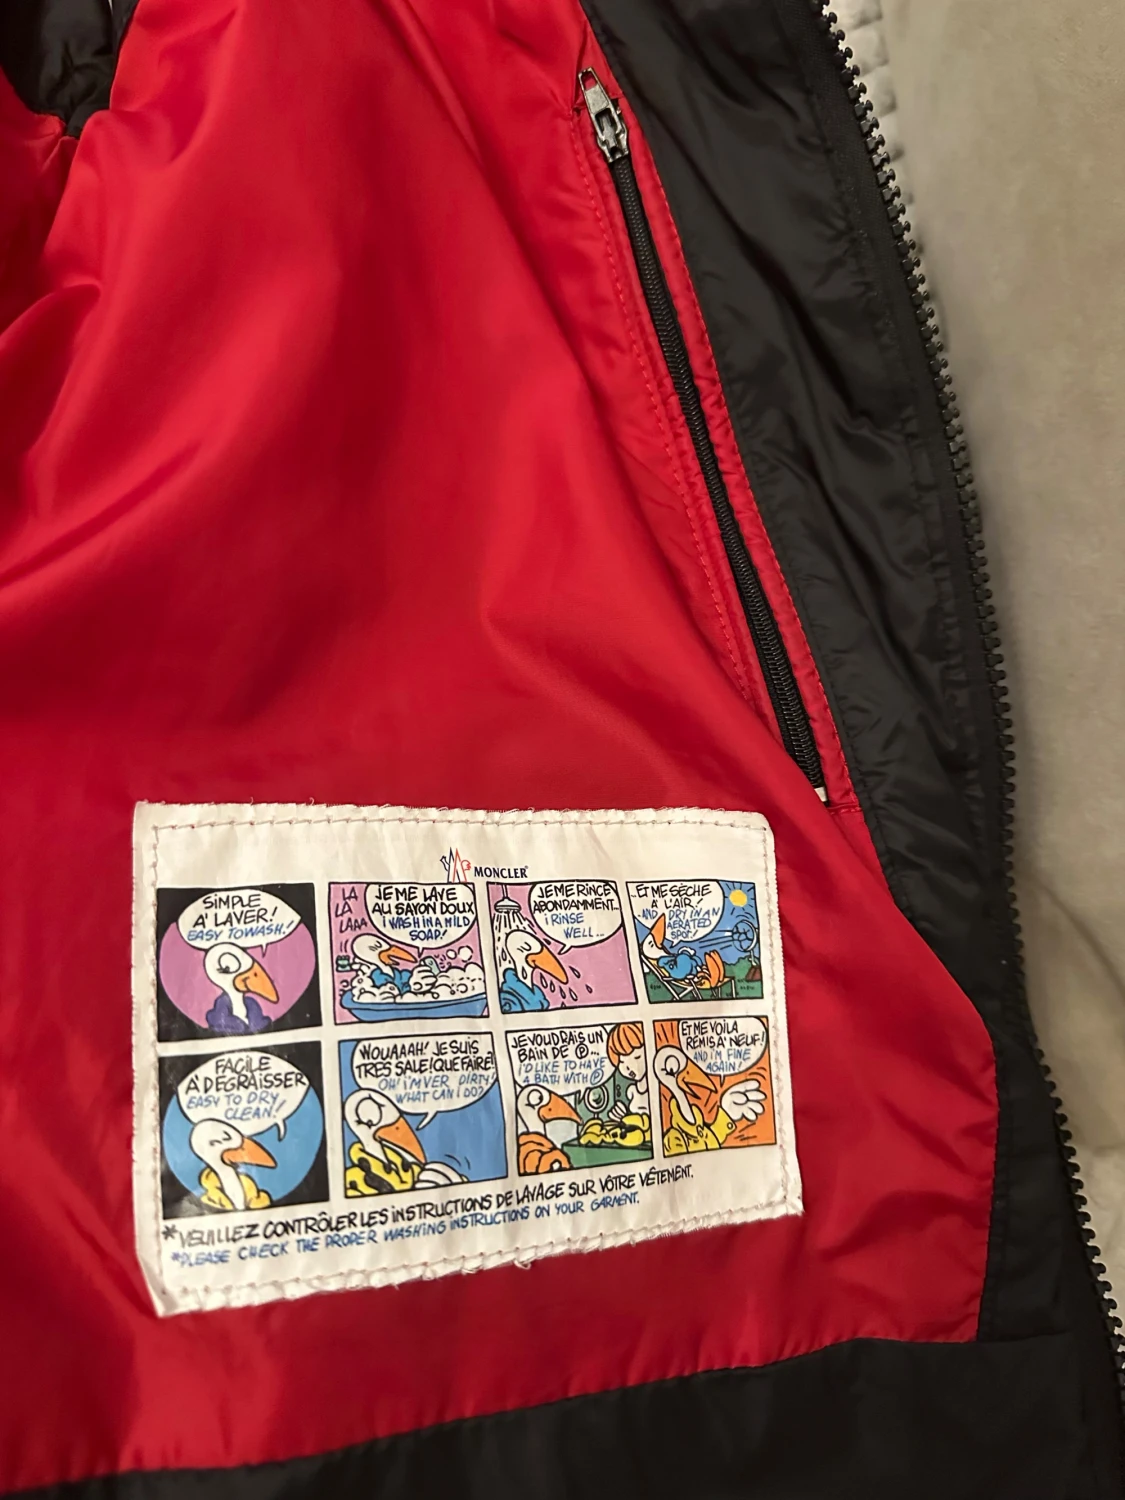 MONCLER
SIMPLE
A' LAVER!
EASY TO WASH!
LA
LA
LAAA
JE ME LAVE
AU SAVON DOUX
I WASH IN A MILD
SOAP!
JE ME RINCE
ABONDAMMENT...
I RINSE
WELL...
...ET ME SÈCHE
A' L'AIR!
...AND DRY IN AN
AERATED
SPOT!
FACILE
A' DEGRAISSER
EASY TO DRY
CLEAN!
WOUAAAH! JE SUIS
TRES SALE! QUE FAIRE?
OH! I'M VER DIRTY!
WHAT CAN I DO?
JE VOUDRAIS UN
BAIN DE Ⓟ...
I'D LIKE TO HAVE
A BATH WITH Ⓟ
ET ME VOILA
REMIS A' NEUF!
AND I'M FINE
AGAIN!
*VEUILLEZ CONTRÔLER LES INSTRUCTIONS DE LAVAGE SUR VÔTRE VÊTEMENT.
*PLEASE CHECK THE PROPER WASHING INSTRUCTIONS ON YOUR GARMENT.